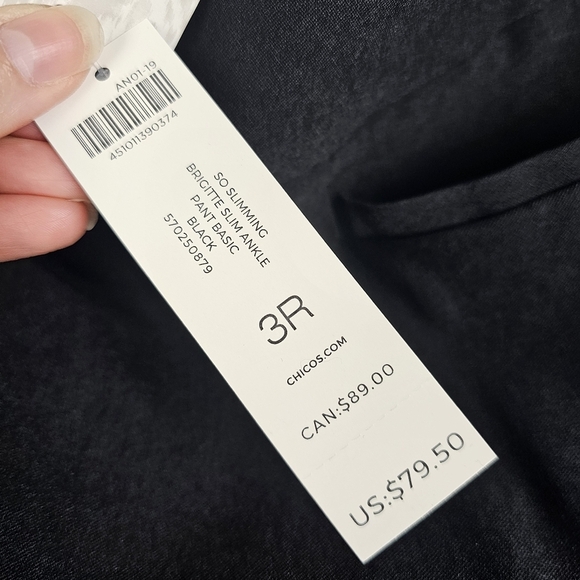 AN01-19
451011390374
SO SLIMMING
BRIGITTE SLIM ANKLE
PANT BASIC
BLACK
570250879
3R
CHICOS.COM
CAN:$89.00
US:$79.50